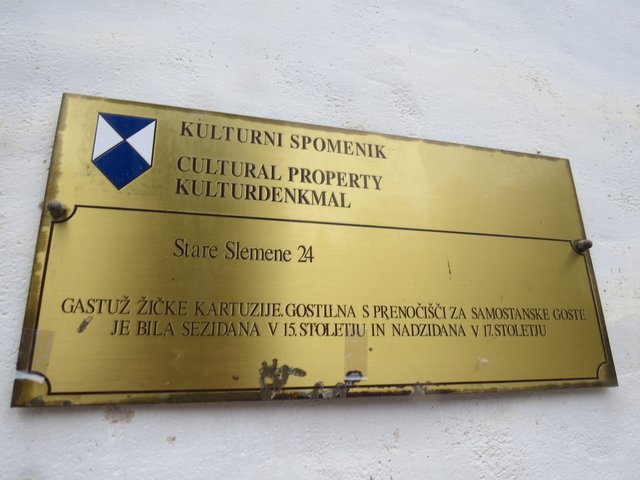 KULTURNI SPOMENIK
CULTURAL PROPERTY
KULTURDENKMAL
Stare Slemene 24
GASTUŽ ŽIČKE KARTUZIJE. GOSTILNA S PRENOČIŠČI ZA SAMOSTANSKE GOSTE
JE BILA SEZIDANA V 15. STOLETJU IN NADZIDANA V 17. STOLETJU